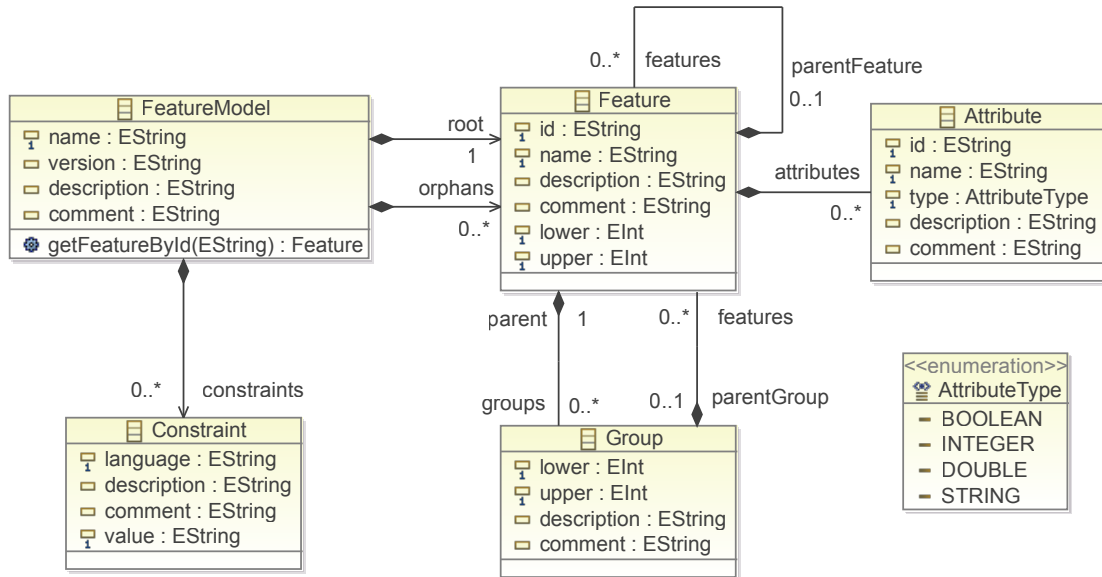 0..* features
parentFeature
0..1
FeatureModel
name : EString
version : EString
description : EString
comment : EString
getFeatureById(EString) : Feature
root
1
orphans
0..*
Feature
id : EString
name : EString
description : EString
comment : EString
lower : EInt
upper : EInt
attributes
0..*
Attribute
id : EString
name : EString
type : AttributeType
description : EString
comment : EString
parent 1
0..* features
0..* constraints
groups 0..*
0..1 parentGroup
Constraint
language : EString
description : EString
comment : EString
value : EString
Group
lower : EInt
upper : EInt
description : EString
comment : EString
<<enumeration>>
AttributeType
BOOLEAN
INTEGER
DOUBLE
STRING